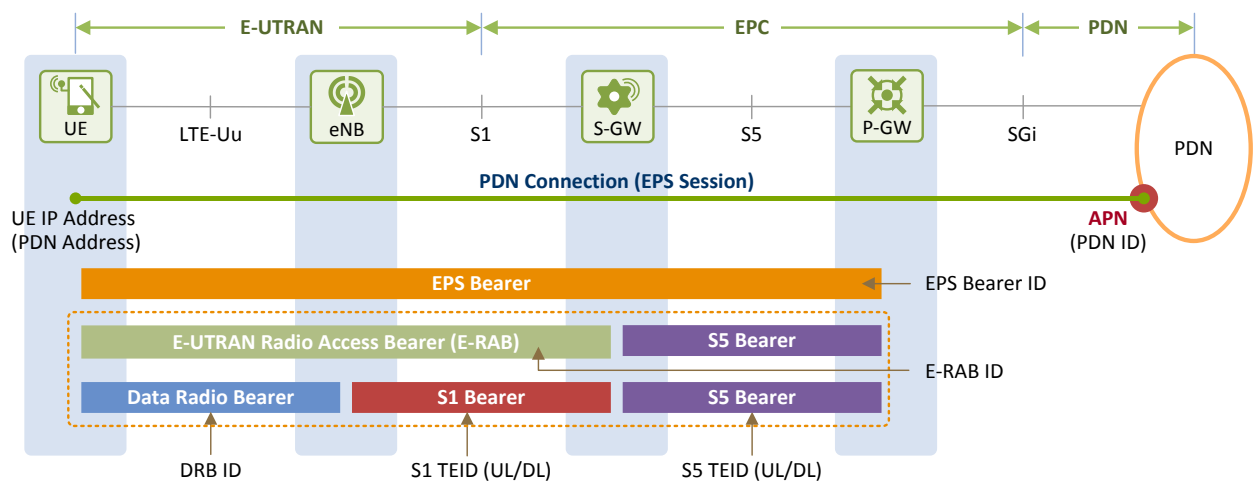 E-UTRAN EPC PDN
UE eNB S-GW P-GW
LTE-Uu S1 S5 SGi
PDN
PDN Connection (EPS Session)
UE IP Address
(PDN Address)
APN
(PDN ID)
EPS Bearer
EPS Bearer ID
E-UTRAN Radio Access Bearer (E-RAB) S5 Bearer
E-RAB ID
Data Radio Bearer S1 Bearer S5 Bearer
DRB ID S1 TEID (UL/DL) S5 TEID (UL/DL)